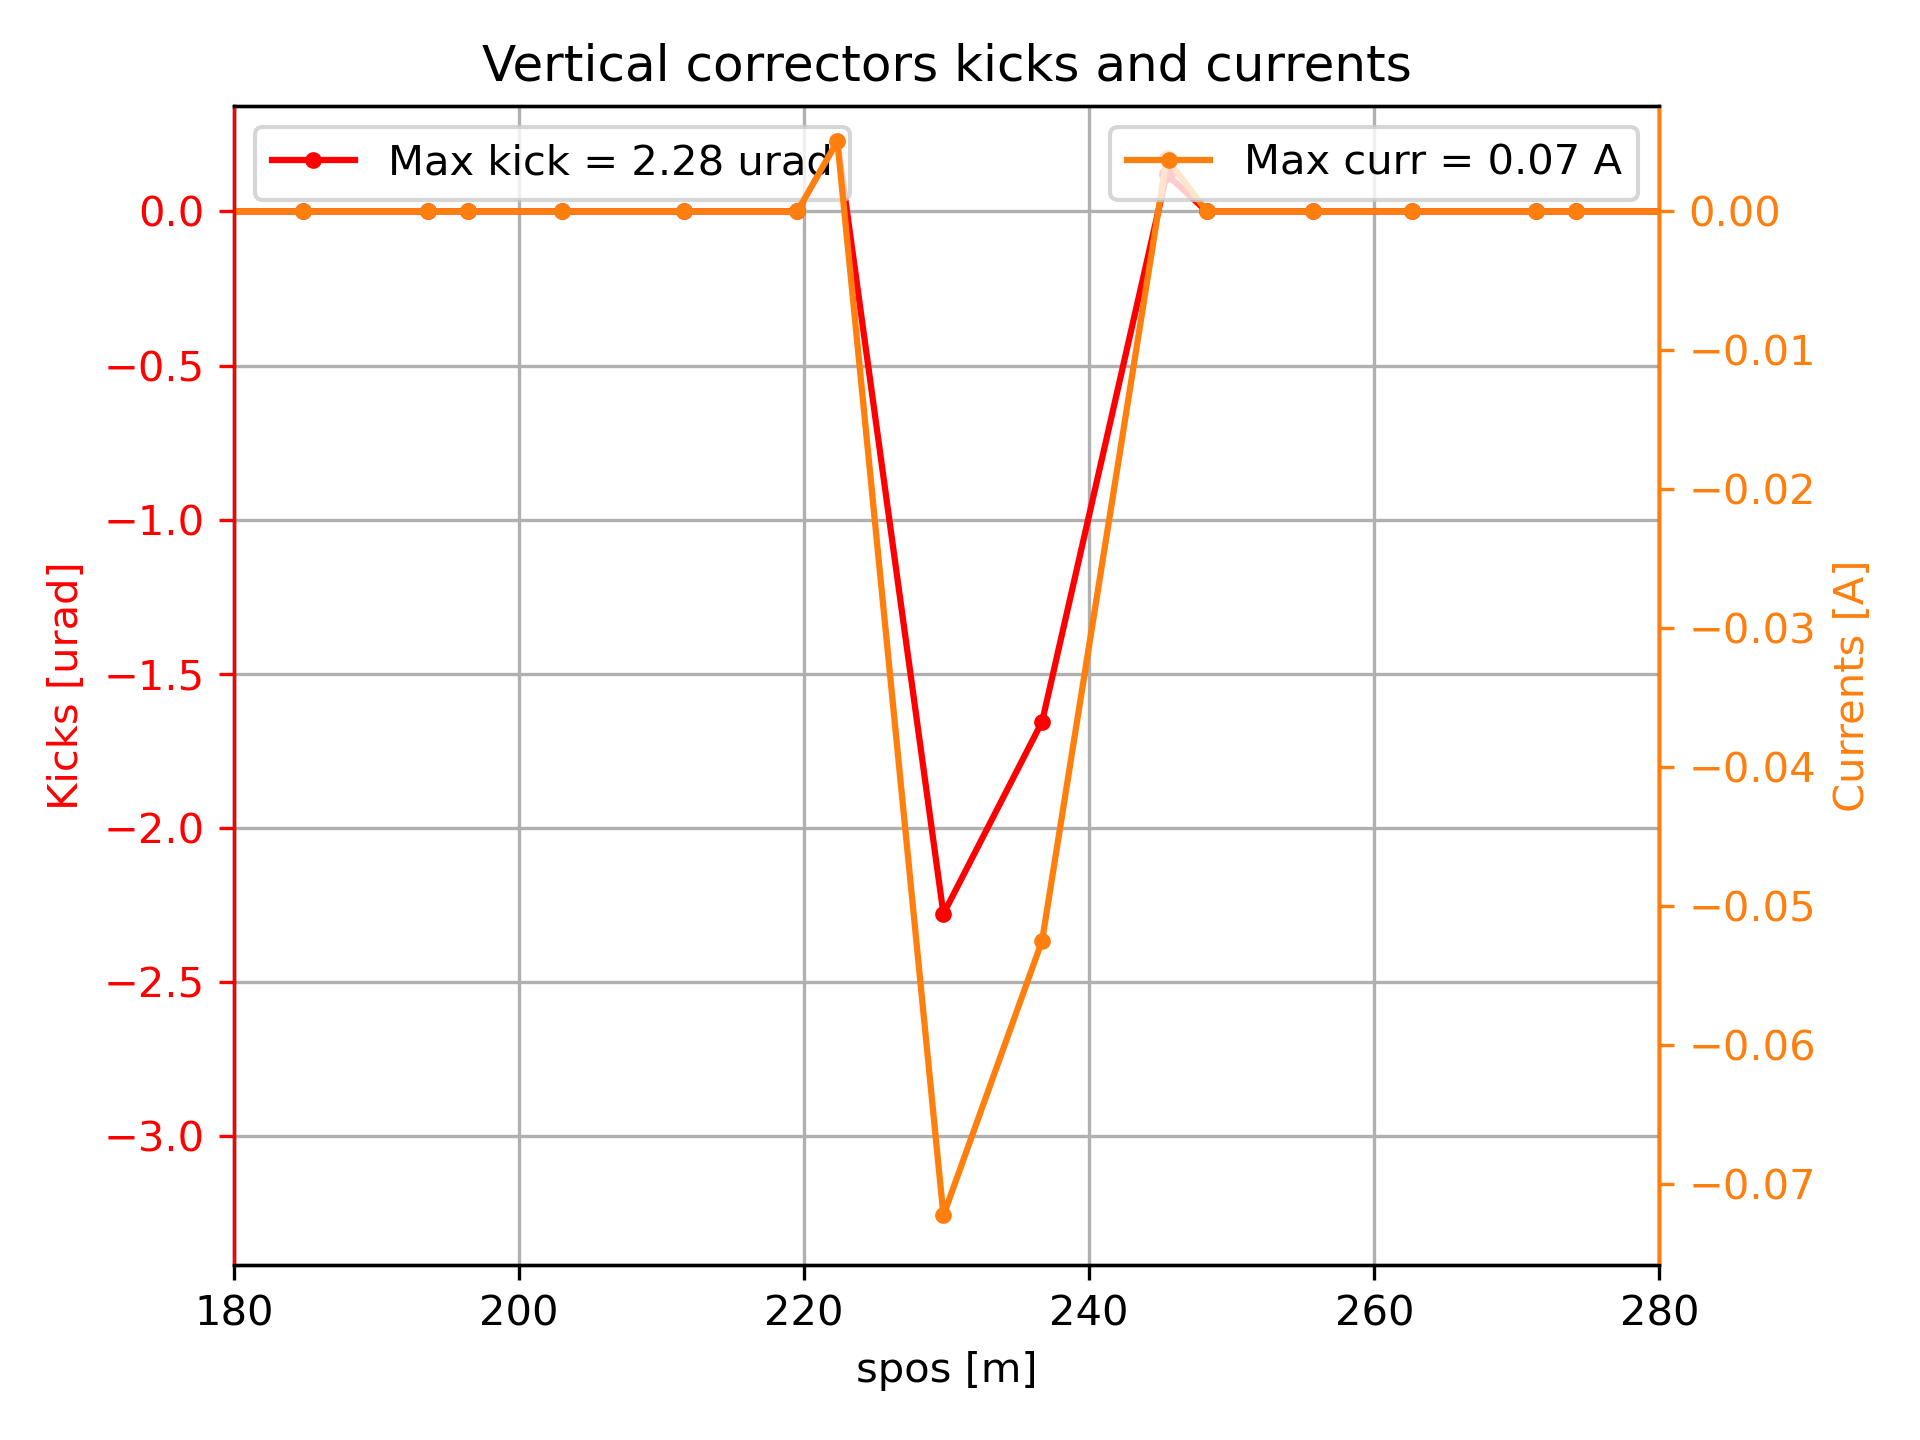 Vertical correctors kicks and currents
Max kick = 2.28 urad
Max curr = 0.07 A
0.0
−0.5
−1.0
−1.5
−2.0
−2.5
−3.0
Kicks [urad]
0.00
−0.01
−0.02
−0.03
−0.04
−0.05
−0.06
−0.07
Currents [A]
180 200 220 240 260 280
spos [m]